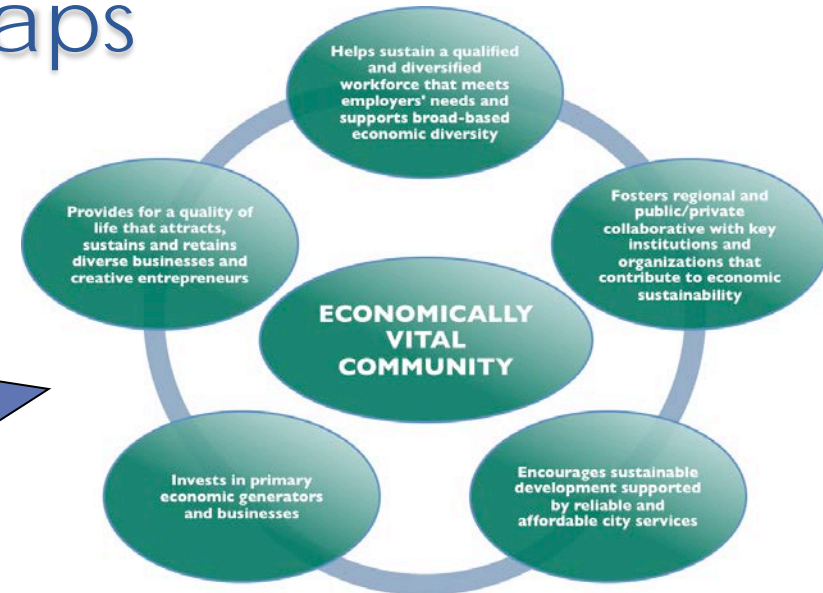 aps
Helps sustain a qualified
and diversified
workforce that meets
employers' needs and
supports broad-based
economic diversity
Provides for a quality of
life that attracts,
sustains and retains
diverse businesses and
creative entrepreneurs
Fosters regional and
public/private
collaborative with key
institutions and
organizations that
contribute to economic
sustainability
ECONOMICALLY
VITAL
COMMUNITY
Invests in primary
economic generators
and businesses
Encourages sustainable
development supported
by reliable and
affordable city services